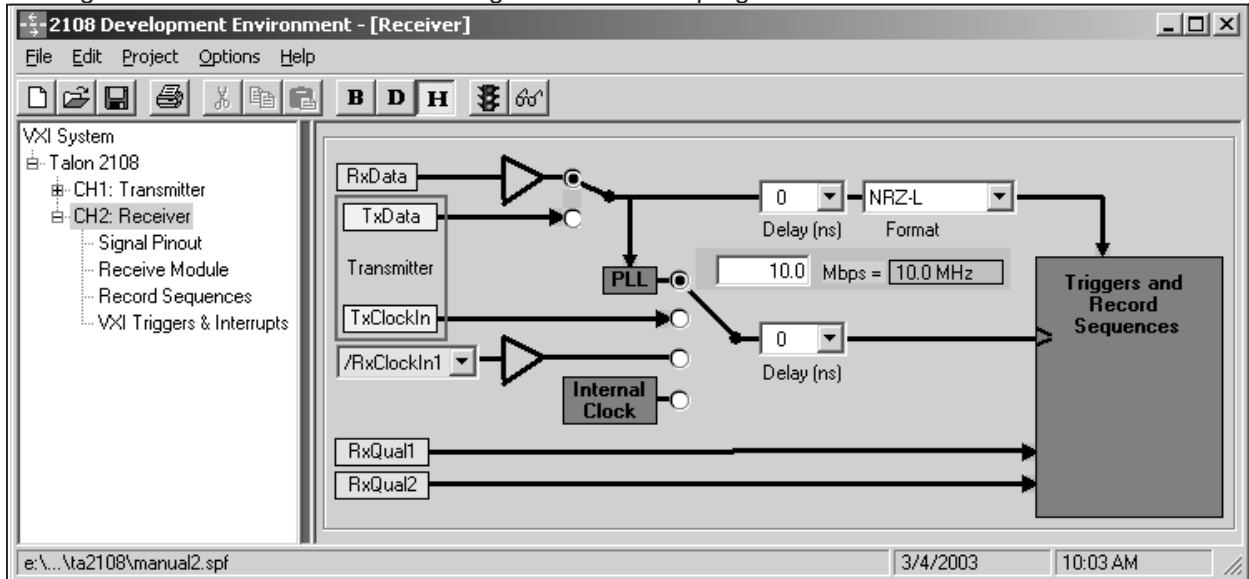 2108 Development Environment - [Receiver]
File Edit Project Options Help
B D H
VXI System
Talon 2108
CH1: Transmitter
CH2: Receiver
Signal Pinout
Receive Module
Record Sequences
VXI Triggers & Interrupts
RxData
TxData
Transmitter
TxClockIn
/RxClockIn1
Internal
Clock
RxQual1
RxQual2
0
Delay (ns)
NRZ-L
Format
PLL
10.0 Mbps = 10.0 MHz
0
Delay (ns)
Triggers and
Record
Sequences
e:\...\ta2108\manual2.spf
3/4/2003
10:03 AM